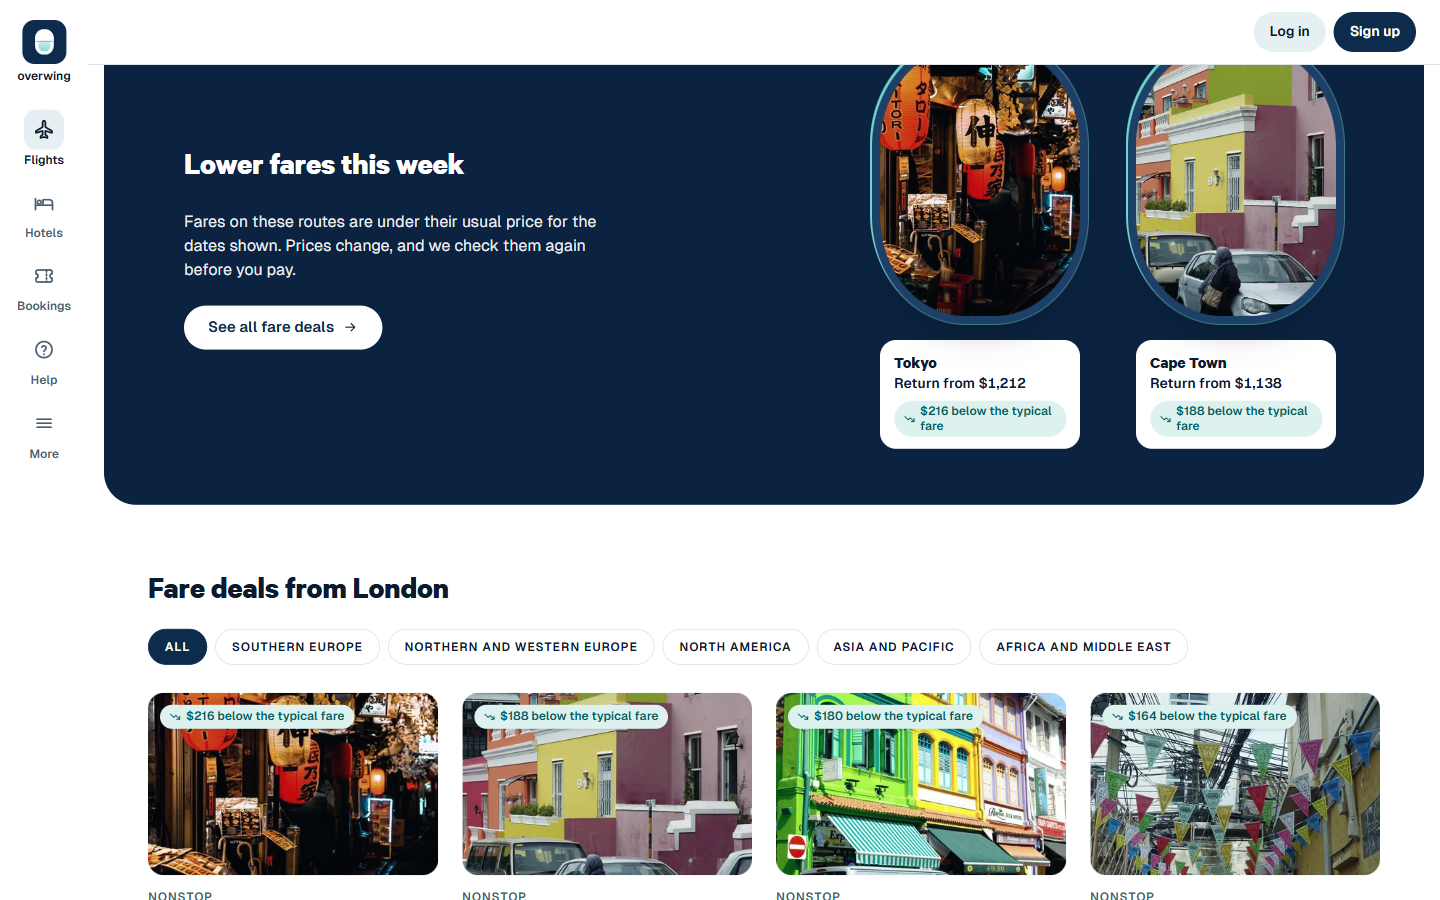 overwing
Log in
Sign up
Flights
Hotels
Bookings
Help
More
Lower fares this week
Fares on these routes are under their usual price for the
dates shown. Prices change, and we check them again
before you pay.
See all fare deals
伸
Tokyo
Return from $1,212
$216 below the typical
fare
91
Cape Town
Return from $1,138
$188 below the typical
fare
Fare deals from London
ALL
SOUTHERN EUROPE
NORTHERN AND WESTERN EUROPE
NORTH AMERICA
ASIA AND PACIFIC
AFRICA AND MIDDLE EAST
$216 below the typical fare
$188 below the typical fare
$180 below the typical fare
$164 below the typical fare
NONSTOP
NONSTOP
NONSTOP
NONSTOP